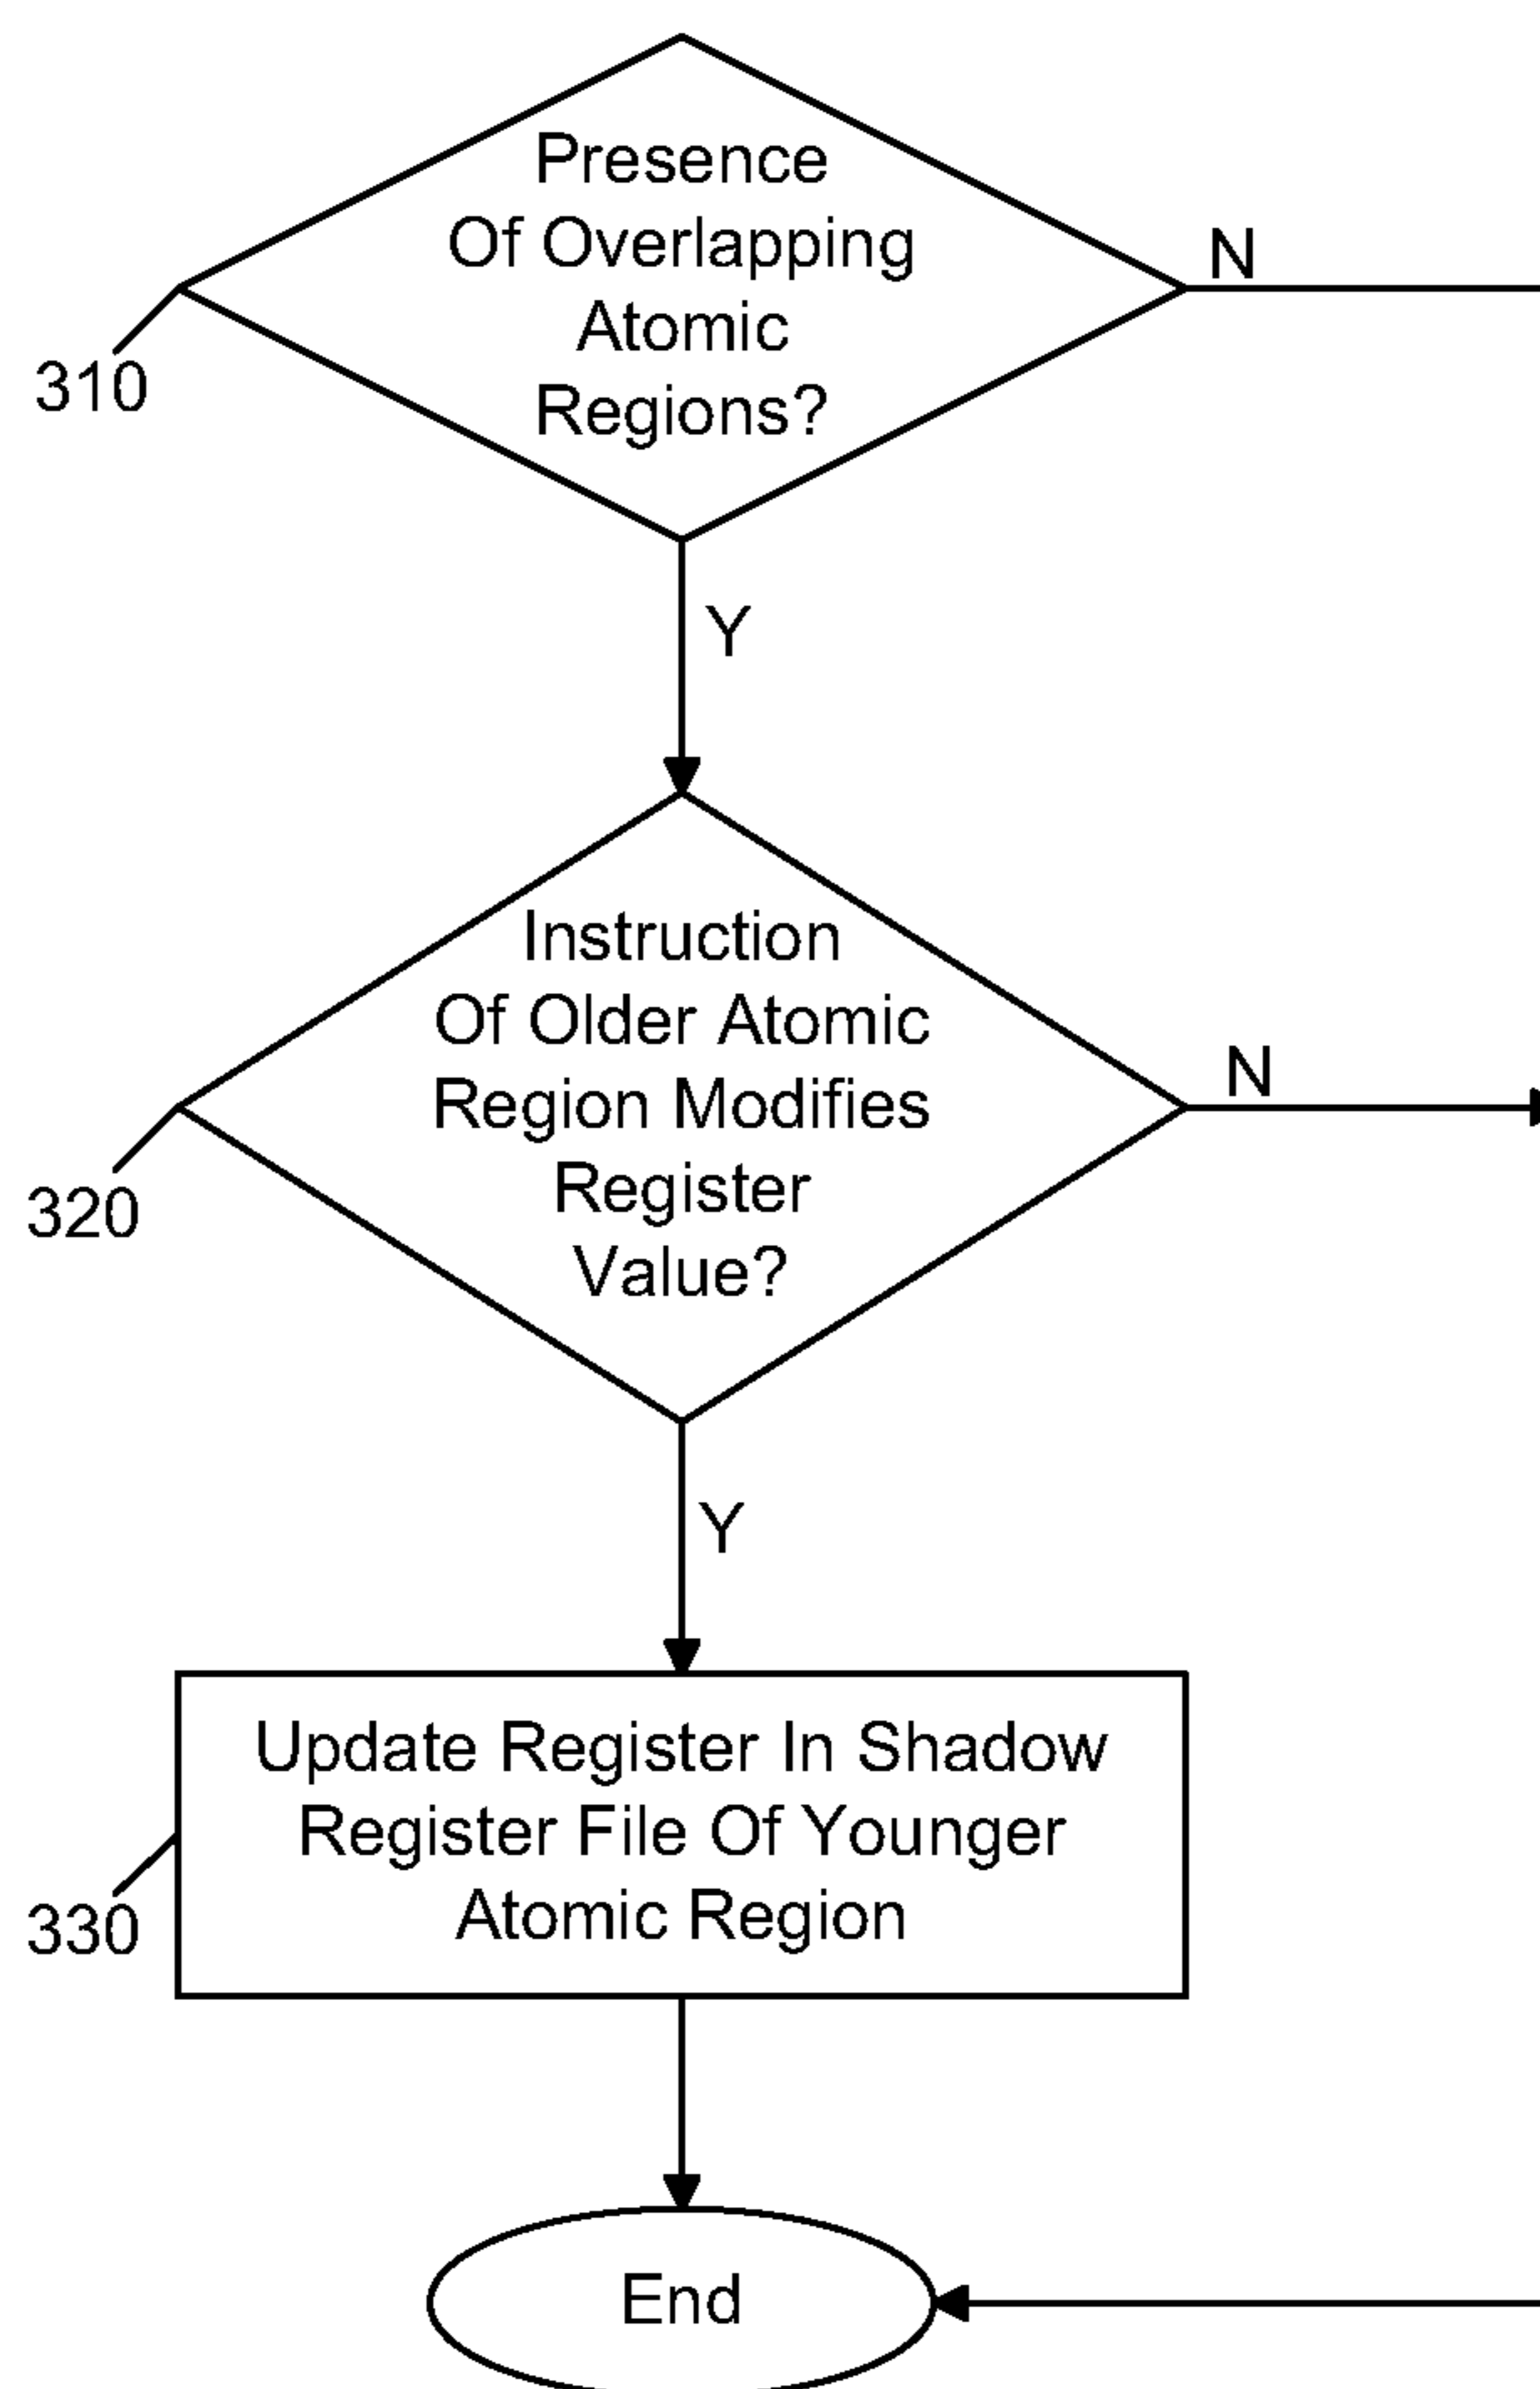 Presence
Of Overlapping
Atomic
Regions?
N
310
Y
Instruction
Of Older Atomic
Region Modifies
Register
Value?
N
320
Y
Update Register In Shadow
Register File Of Younger
Atomic Region
330
End